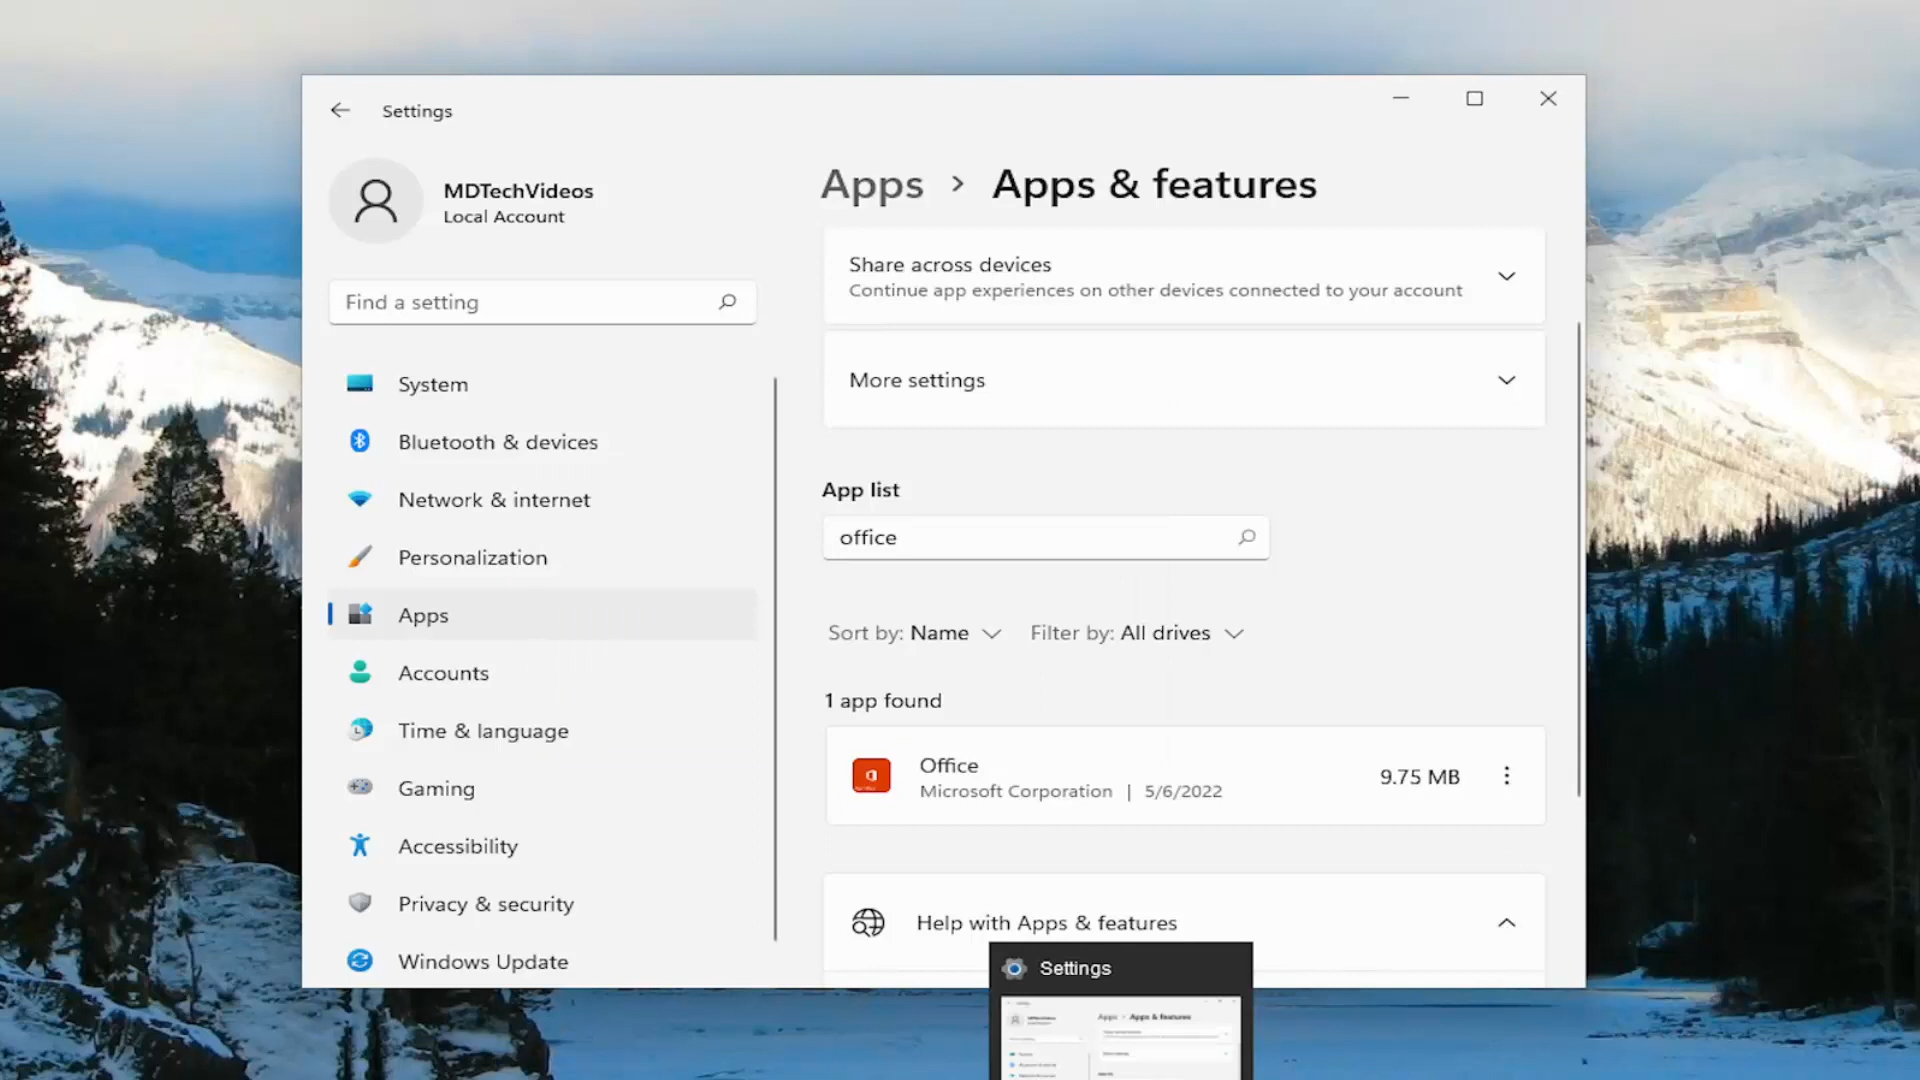 Settings
MDTechVideos
Local Account
Find a setting
System
Bluetooth & devices
Network & internet
Personalization
Apps
Accounts
Time & language
Gaming
Accessibility
Privacy & security
Windows Update
Apps > Apps & features
Share across devices
Continue app experiences on other devices connected to your account
More settings
App list
office
Sort by: Name Filter by: All drives
1 app found
Office
Microsoft Corporation | 5/6/2022
9.75 MB
Help with Apps & features
Settings
Apps Apps & features